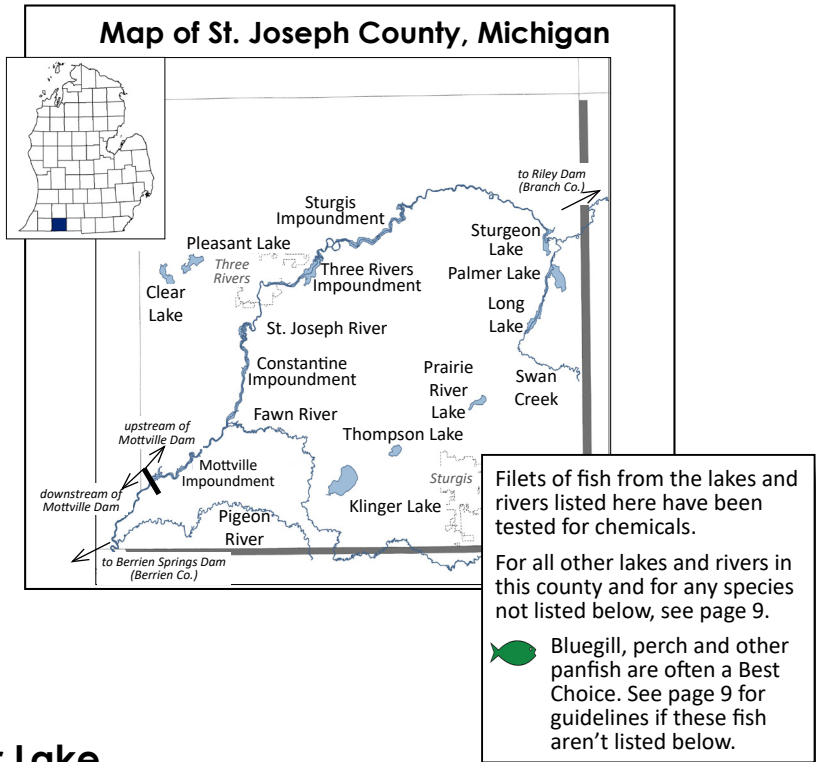 Map of St. Joseph County, Michigan
to Riley Dam
(Branch Co.)
Sturgis
Impoundment
Sturgeon
Lake
Pleasant Lake
Three
Rivers
Three Rivers
Impoundment
Palmer Lake
Clear
Lake
Long
Lake
St. Joseph River
Constantine
Impoundment
Prairie
River
Lake
Swan
Creek
Fawn River
Thompson Lake
upstream of
Mottville Dam
Mottville
Impoundment
Sturgis
Klinger Lake
downstream of
Mottville Dam
Pigeon
River
to Berrien Springs Dam
(Berrien Co.)
Filets of fish from the lakes and
rivers listed here have been
tested for chemicals.
For all other lakes and rivers in
this county and for any species
not listed below, see page 9.
Bluegill, perch and other
panfish are often a Best
Choice. See page 9 for
guidelines if these fish
aren’t listed below.
Lake